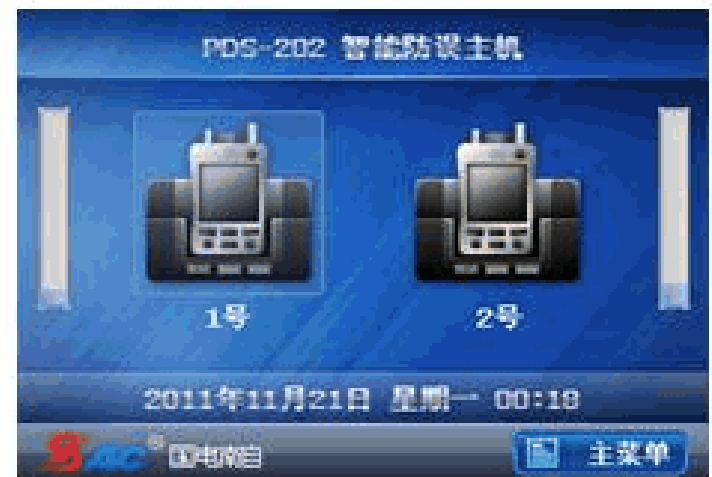 PDS-202 智能防误主机
1号
2号
2011年11月21日 星期一 00:18
SAC® 国电南自
主菜单